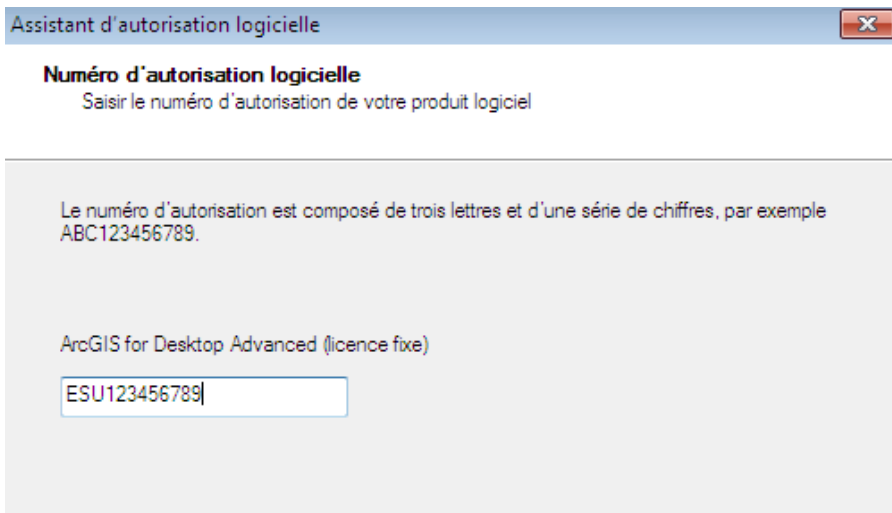 Assistant d'autorisation logicielle
Numéro d'autorisation logicielle
Saisir le numéro d'autorisation de votre produit logiciel
Le numéro d'autorisation est composé de trois lettres et d'une série de chiffres, par exemple
ABC123456789.
ArcGIS for Desktop Advanced (licence fixe)
ESU123456789